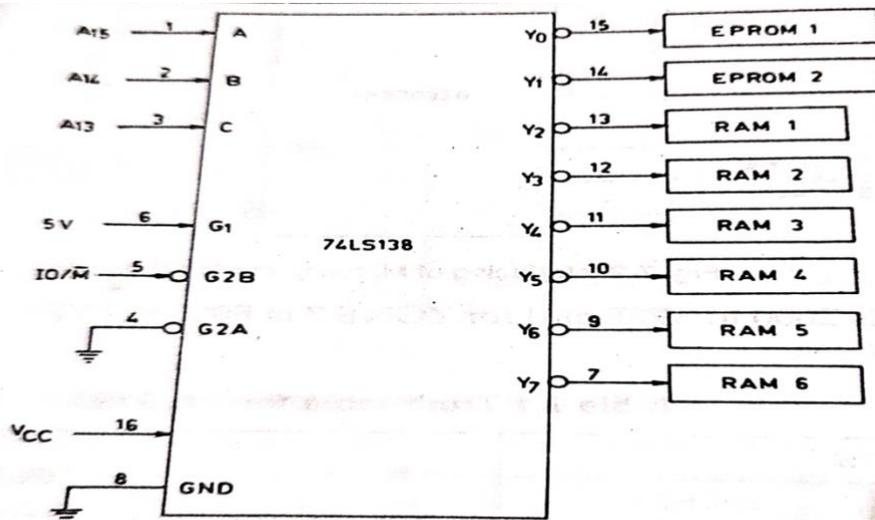 A15 1 A Y0 15 EPROM 1
A14 2 B Y1 14 EPROM 2
A13 3 C Y2 13 RAM 1
Y3 12 RAM 2
5V 6 G1 Y4 11 RAM 3
74LS138
IO/M̅ 5 G2B Y5 10 RAM 4
4 G2A Y6 9 RAM 5
Y7 7 RAM 6
VCC 16
8 GND